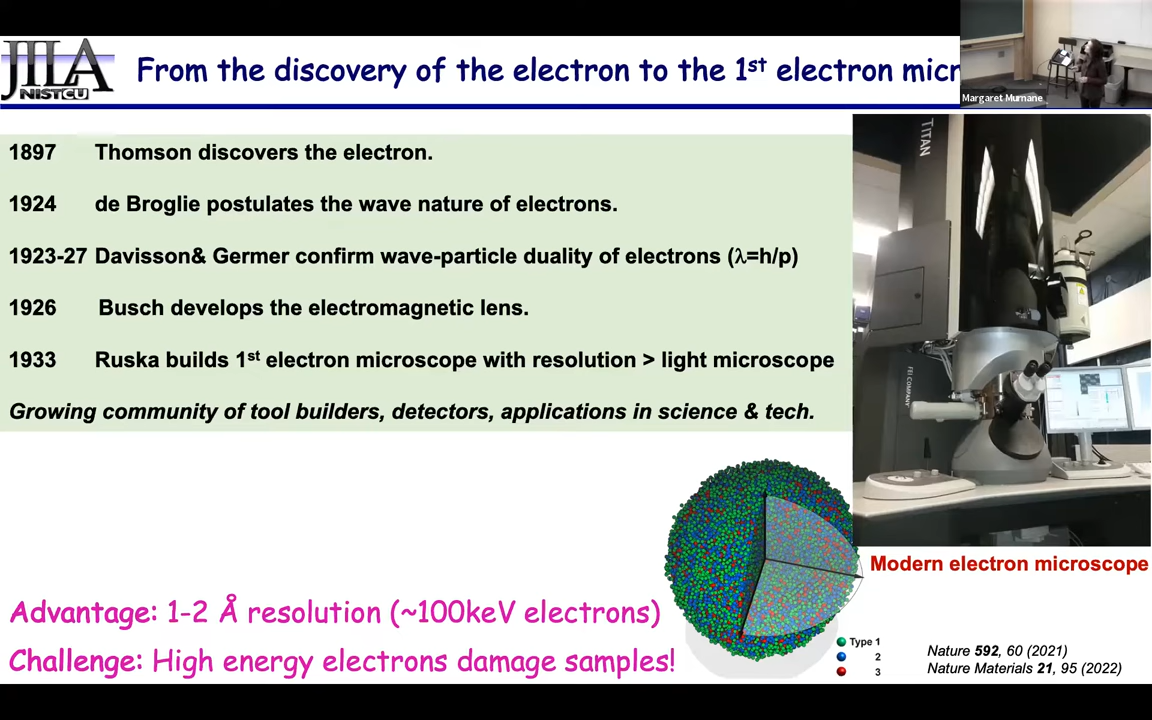 JILA
NIST CU
From the discovery of the electron to the 1st electron micr
Margaret Murnane
1897 Thomson discovers the electron.
1924 de Broglie postulates the wave nature of electrons.
1923-27 Davisson& Germer confirm wave-particle duality of electrons (λ=h/p)
1926 Busch develops the electromagnetic lens.
1933 Ruska builds 1st electron microscope with resolution > light microscope
Growing community of tool builders, detectors, applications in science & tech.
TITAN
FEI COMPANY
Modern electron microscope
Advantage: 1-2 Å resolution (~100keV electrons)
Challenge: High energy electrons damage samples!
Type 1
2
3
Nature 592, 60 (2021)
Nature Materials 21, 95 (2022)